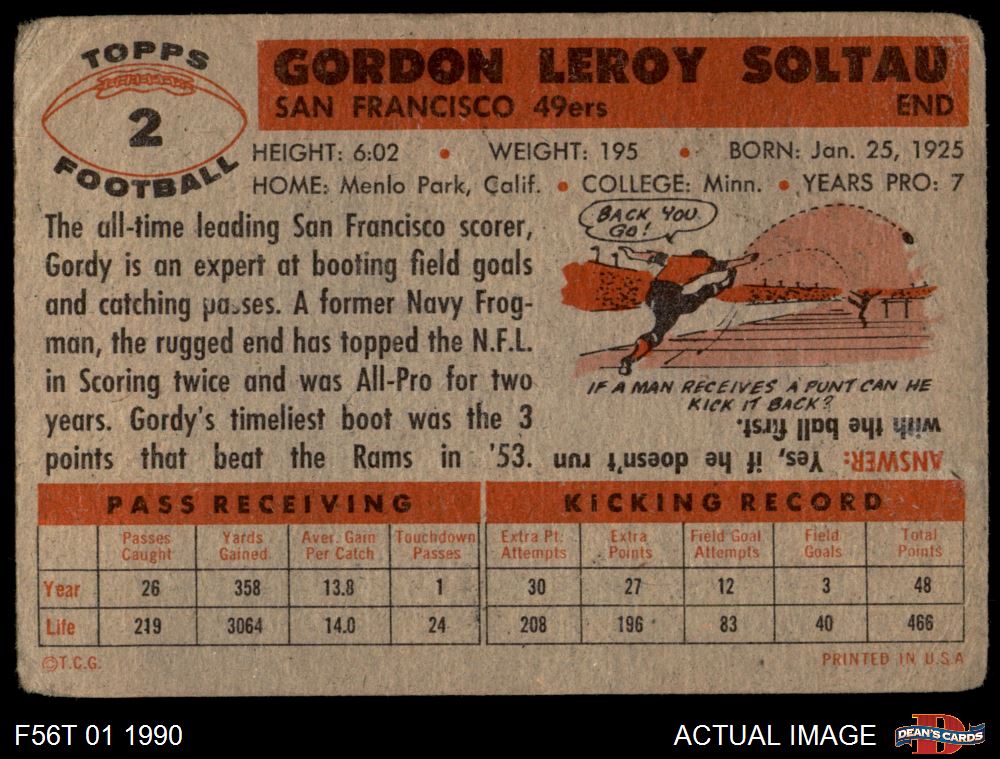 TOPPS
2
FOOTBALL
GORDON LEROY SOLTAU
SAN FRANCISCO 49ers END
HEIGHT: 6:02 • WEIGHT: 195 • BORN: Jan. 25, 1925
HOME: Menlo Park, Calif. • COLLEGE: Minn. • YEARS PRO: 7
The all-time leading San Francisco scorer,
Gordy is an expert at booting field goals
and catching passes. A former Navy Frog-
man, the rugged end has topped the N.F.L.
in Scoring twice and was All-Pro for two
years. Gordy's timeliest boot was the 3
points that beat the Rams in '53.
BACK YOU
GO!
IF A MAN RECEIVES A PUNT CAN HE
KICK IT BACK?
ANSWER: Yes, if he doesn't run
with the ball first.
PASS RECEIVING KICKING RECORD
Passes Caught Yards Gained Aver. Gain Per Catch Touchdown Passes Extra Pt. Attempts Extra Points Field Goal Attempts Field Goals Total Points
Year 26 358 13.8 1 30 27 12 3 48
Life 219 3064 14.0 24 208 196 83 40 466
©T.C.G. PRINTED IN U.S.A
F56T 01 1990 ACTUAL IMAGE DEAN'S CARDS